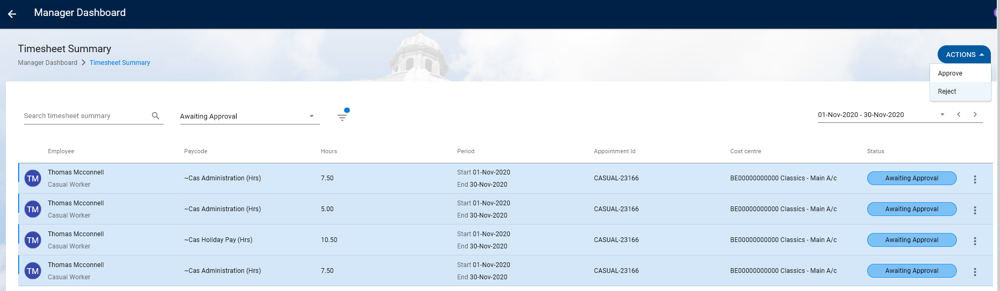 Manager Dashboard
Timesheet Summary
Manager Dashboard > Timesheet Summary
ACTIONS
Approve
Reject
Search timesheet summary
Awaiting Approval
01-Nov-2020 - 30-Nov-2020
Employee Paycode Hours Period Appointment Id Cost centre Status
TM
Thomas Mcconnell
Casual Worker
~Cas Administration (Hrs)
7.50
Start 01-Nov-2020
End 30-Nov-2020
CASUAL-23166
BE00000000000 Classics - Main A/c
Awaiting Approval
TM
Thomas Mcconnell
Casual Worker
~Cas Administration (Hrs)
5.00
Start 01-Nov-2020
End 30-Nov-2020
CASUAL-23166
BE00000000000 Classics - Main A/c
Awaiting Approval
TM
Thomas Mcconnell
Casual Worker
~Cas Holiday Pay (Hrs)
10.50
Start 01-Nov-2020
End 30-Nov-2020
CASUAL-23166
BE00000000000 Classics - Main A/c
Awaiting Approval
TM
Thomas Mcconnell
Casual Worker
~Cas Administration (Hrs)
7.50
Start 01-Nov-2020
End 30-Nov-2020
CASUAL-23166
BE00000000000 Classics - Main A/c
Awaiting Approval